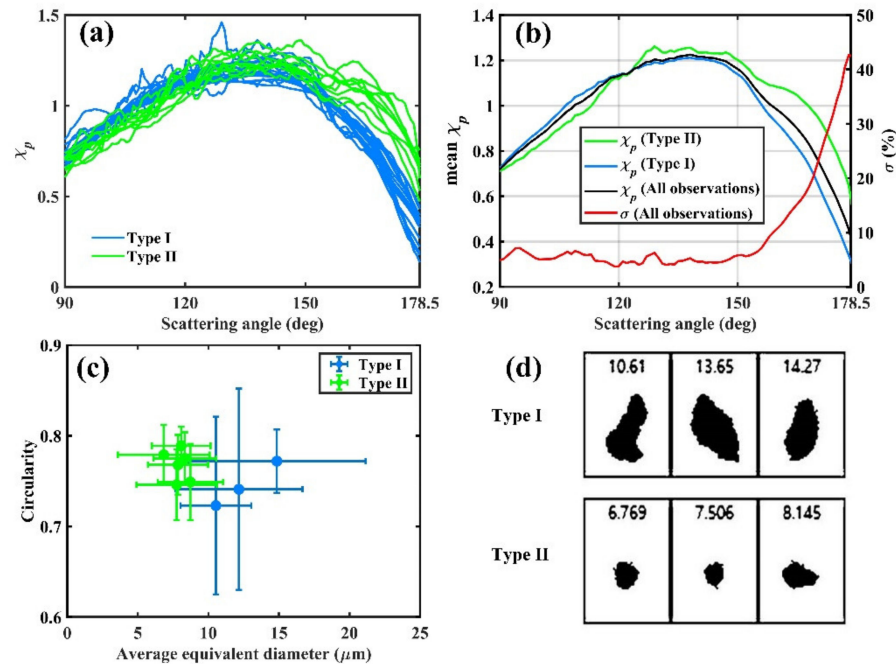 (a)
1.5
1
0.5
0
χp
Type I
Type II
90
120
150
178.5
Scattering angle (deg)
(b)
1.4
1.2
1
0.8
0.6
0.4
0.2
mean χp
χp (Type II)
χp (Type I)
χp (All observations)
σ (All observations)
50
40
30
20
10
0
σ (%)
90
120
150
178.5
Scattering angle (deg)
(c)
0.9
0.8
0.7
0.6
Circularity
Type I
Type II
0
5
10
15
20
25
Average equivalent diameter (μm)
(d)
Type I
10.61
13.65
14.27
Type II
6.769
7.506
8.145